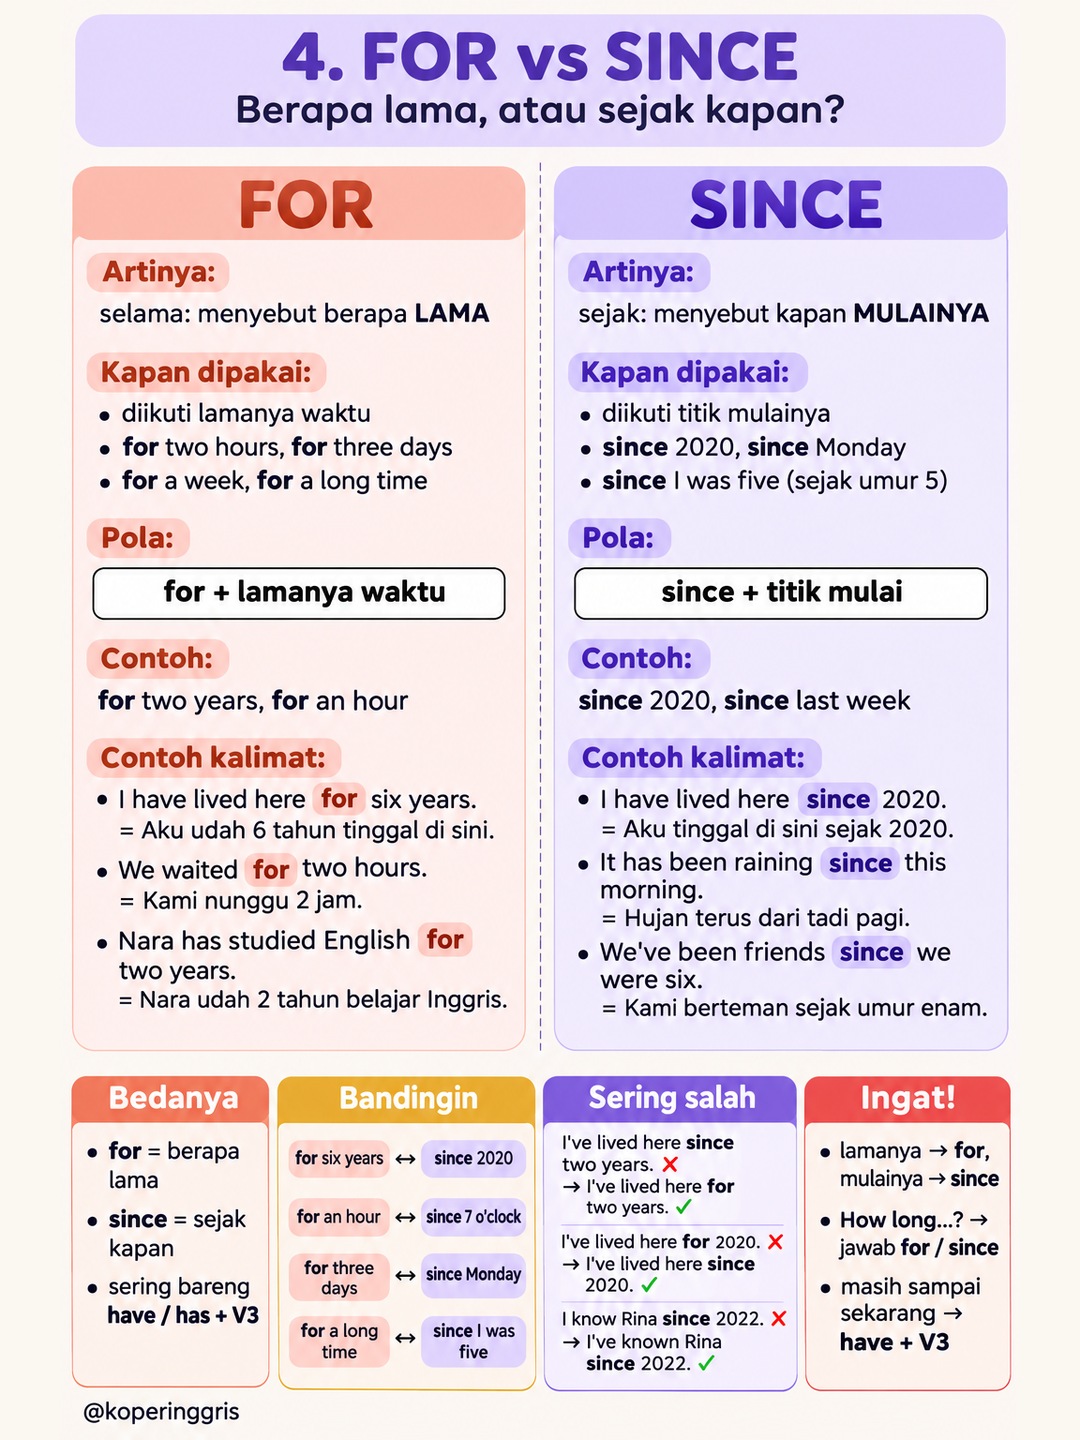 4. FOR vs SINCE
Berapa lama, atau sejak kapan?
FOR
Artinya:
selama: menyebut berapa LAMA
Kapan dipakai:
• diikuti lamanya waktu
• for two hours, for three days
• for a week, for a long time
Pola:
for + lamanya waktu
Contoh:
for two years, for an hour
Contoh kalimat:
• I have lived here for six years.
= Aku udah 6 tahun tinggal di sini.
• We waited for two hours.
= Kami nunggu 2 jam.
• Nara has studied English for
two years.
= Nara udah 2 tahun belajar Inggris.
SINCE
Artinya:
sejak: menyebut kapan MULAINYA
Kapan dipakai:
• diikuti titik mulainya
• since 2020, since Monday
• since I was five (sejak umur 5)
Pola:
since + titik mulai
Contoh:
since 2020, since last week
Contoh kalimat:
• I have lived here since 2020.
= Aku tinggal di sini sejak 2020.
• It has been raining since this
morning.
= Hujan terus dari tadi pagi.
• We've been friends since we
were six.
= Kami berteman sejak umur enam.
Bedanya
• for = berapa
lama
• since = sejak
kapan
• sering bareng
have / has + V3
Bandingin
for six years ↔ since 2020
for an hour ↔ since 7 o'clock
for three
days ↔ since Monday
for a long
time ↔ since I was
five
Sering salah
I've lived here since
two years. ❌
→ I've lived here for
two years. ✓
I've lived here for 2020. ❌
→ I've lived here since
2020. ✓
I know Rina since 2022. ❌
→ I've known Rina
since 2022. ✓
Ingat!
• lamanya → for,
mulainya → since
• How long...? →
jawab for / since
• masih sampai
sekarang →
have + V3
@koperinggris